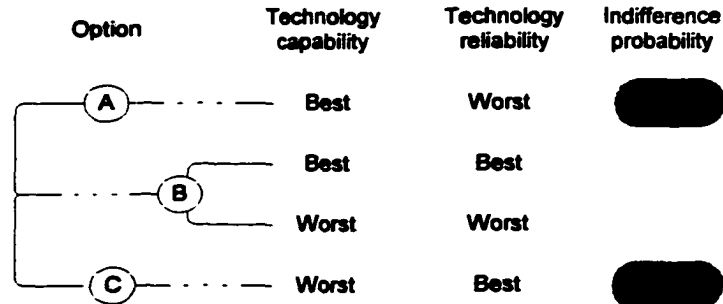 Option
Technology capability
Technology reliability
Indifference probability
A
Best
Worst
Best
Best
B
Worst
Worst
C
Worst
Best